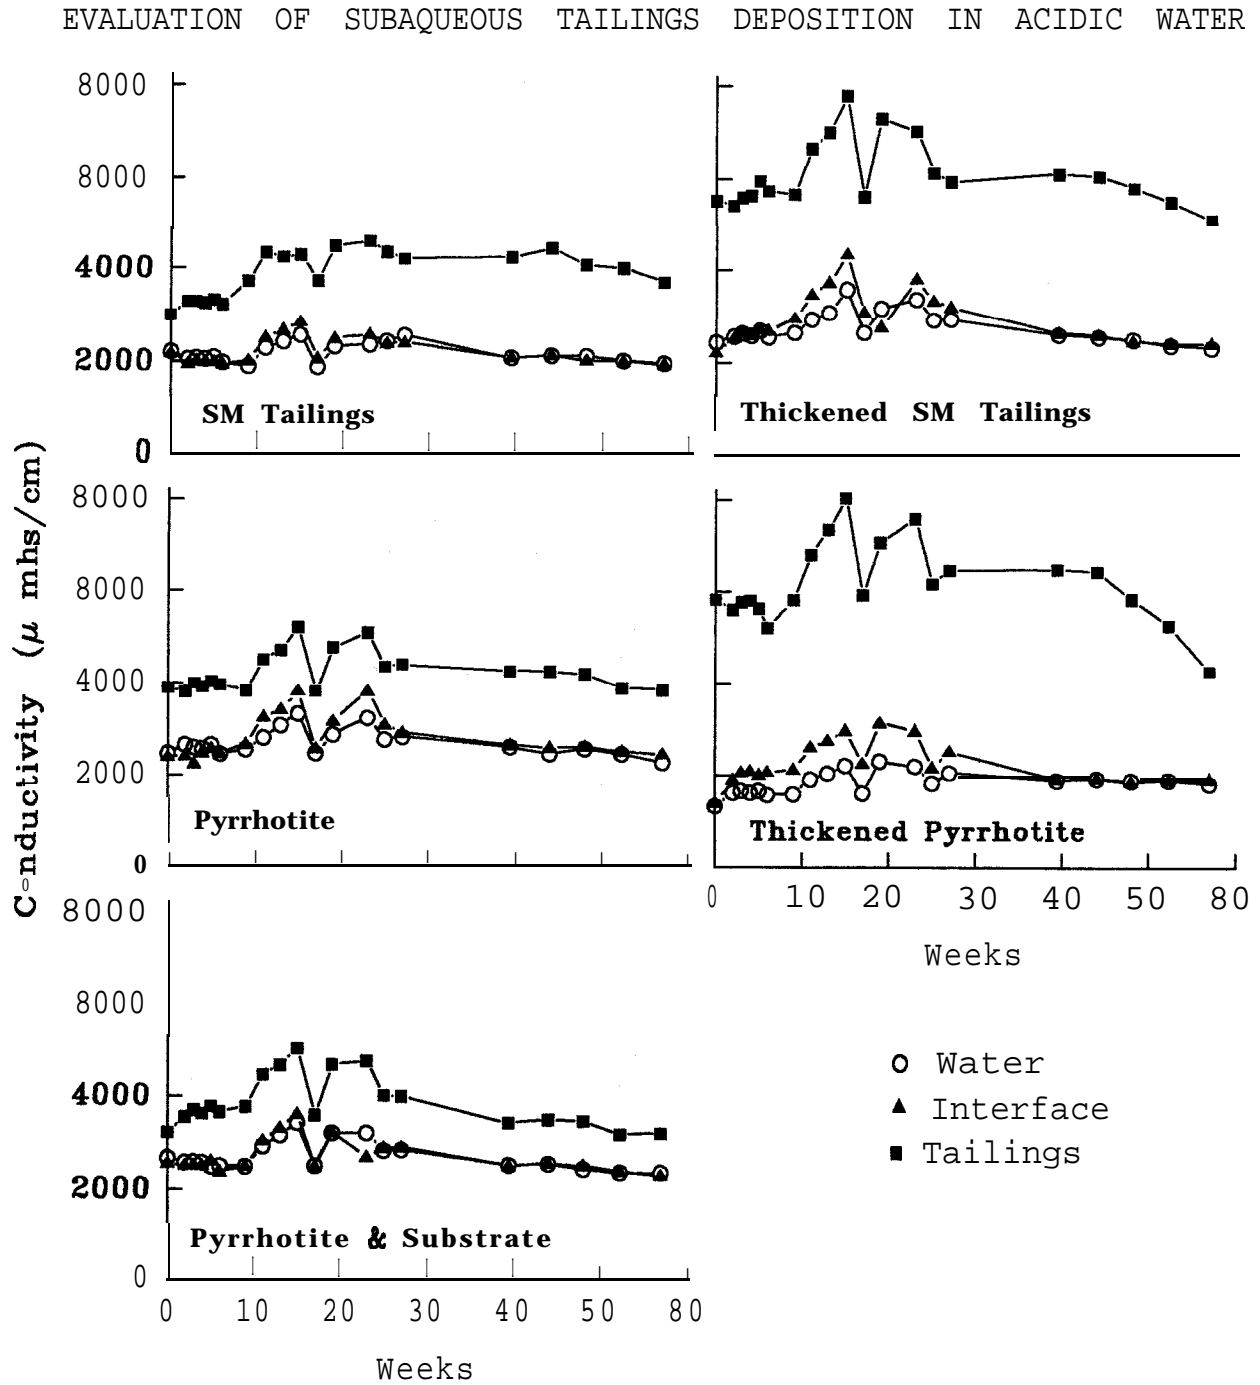 EVALUATION OF SUBAQUEOUS TAILINGS DEPOSITION IN ACIDIC WATER
8000
8000
4000
2000
0
SM Tailings
Thickened SM Tailings
Conductivity (μ mhs/cm)
8000
8000
4000
2000
0
Pyrrhotite
Thickened Pyrrhotite
0 10 20 30 40 50 80
Weeks
8000
8000
4000
2000
0
Pyrrhotite & Substrate
0 10 20 30 40 50 80
Weeks
Water
Interface
Tailings